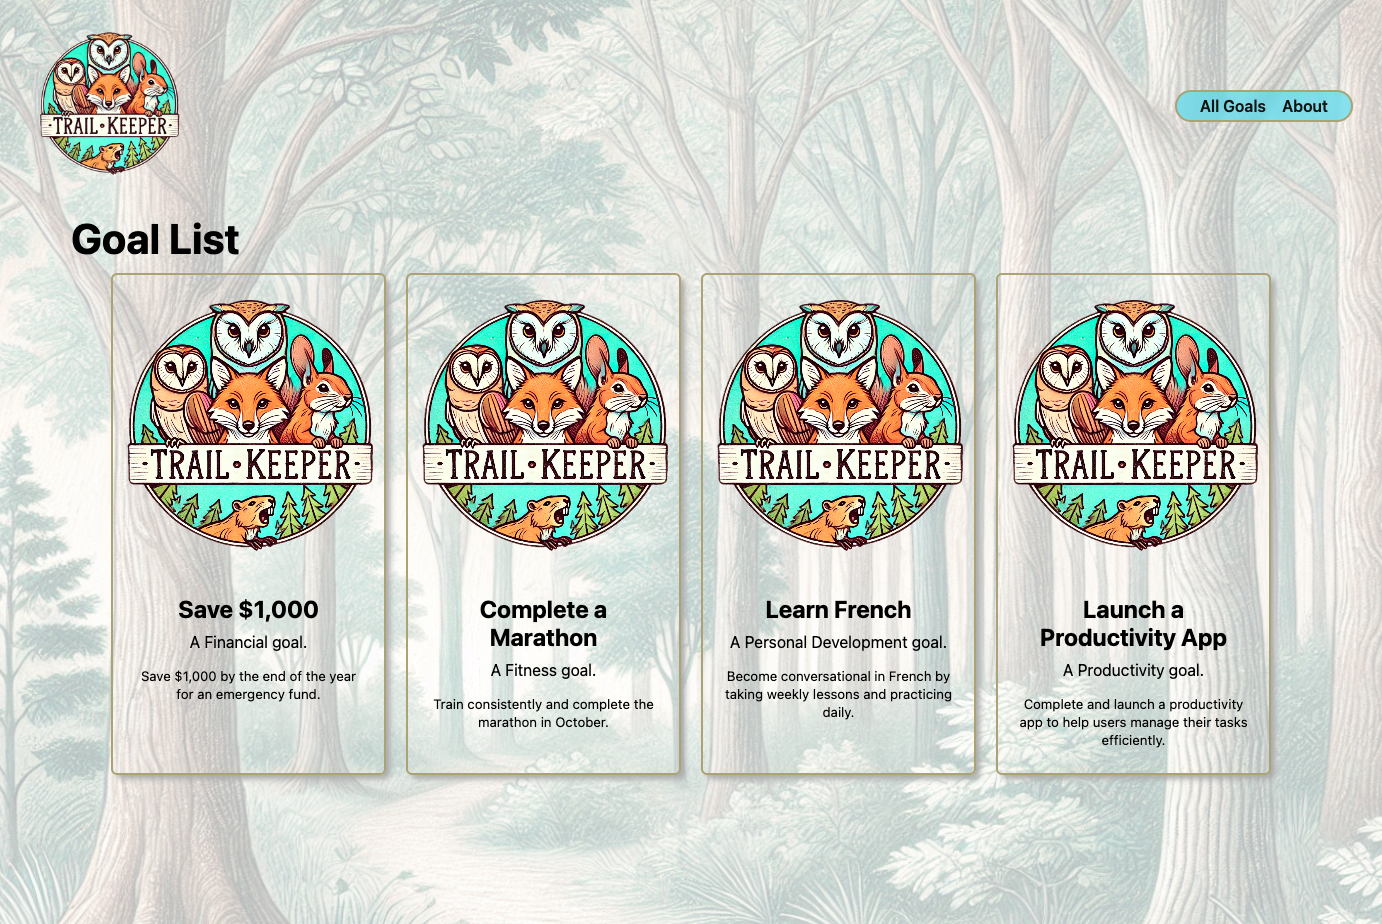 TRAIL•KEEPER
All Goals About
Goal List
·TRAIL•KEEPER·
·TRAIL•KEEPER·
·TRAIL•KEEPER·
·TRAIL•KEEPER·
Save $1,000
A Financial goal.
Save $1,000 by the end of the year
for an emergency fund.
Complete a
Marathon
A Fitness goal.
Train consistently and complete the
marathon in October.
Learn French
A Personal Development goal.
Become conversational in French by
taking weekly lessons and practicing
daily.
Launch a
Productivity App
A Productivity goal.
Complete and launch a productivity
app to help users manage their tasks
efficiently.